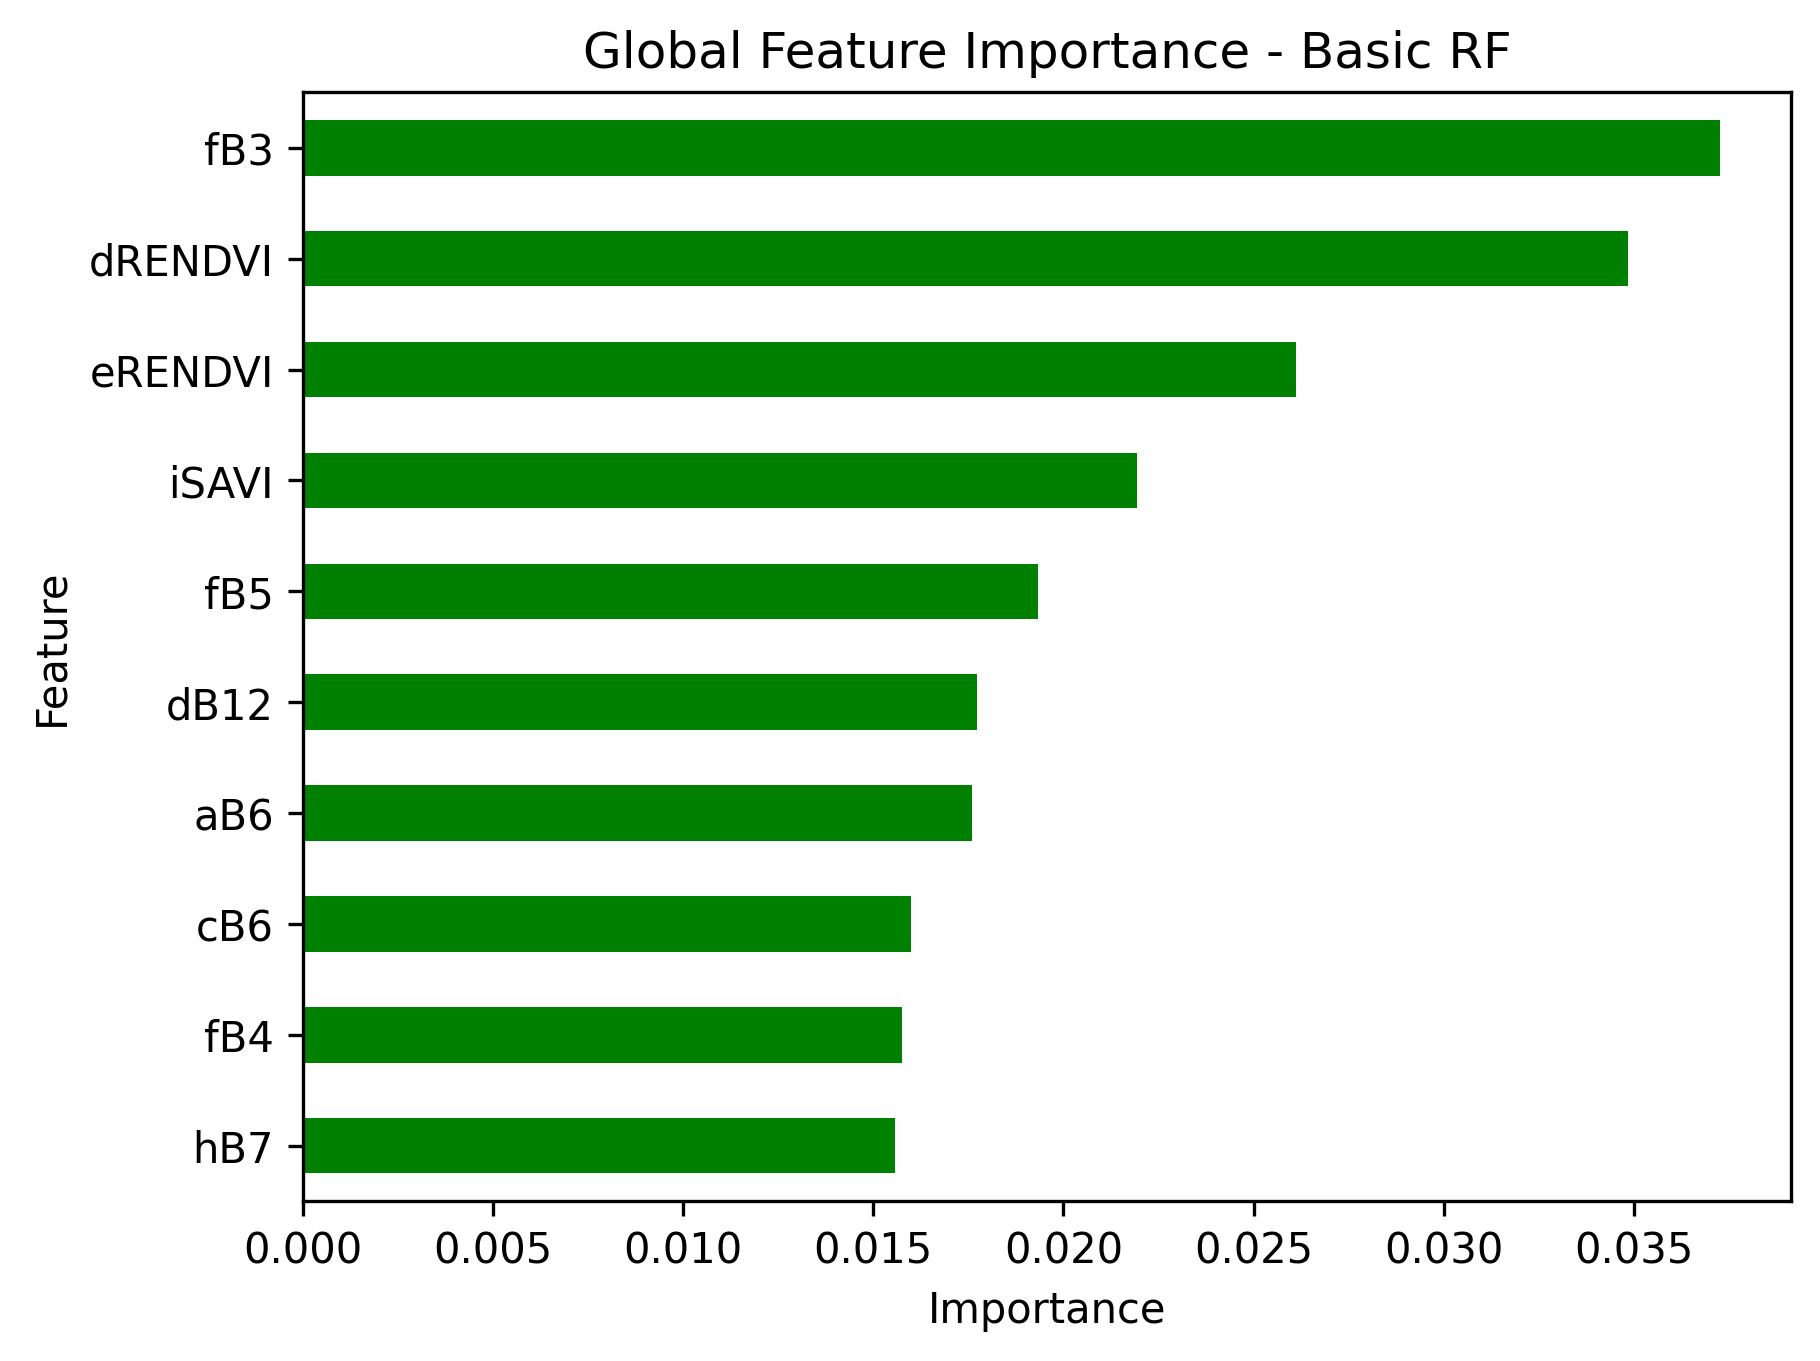 Global Feature Importance - Basic RF
fB3
dRENDVI
eRENDVI
iSAVI
fB5
dB12
aB6
cB6
fB4
hB7
Feature
0.000 0.005 0.010 0.015 0.020 0.025 0.030 0.035
Importance